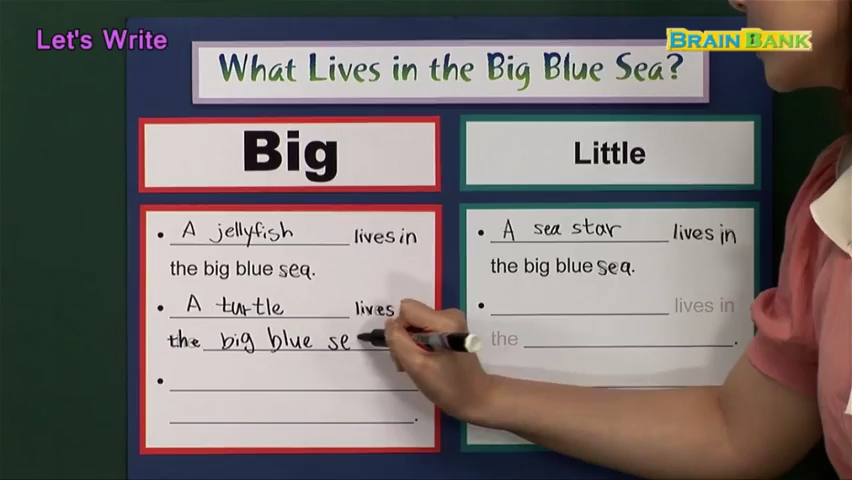 Let's Write
BRAIN BANK
What Lives in the Big Blue Sea?
Big
Little
• A jellyfish lives in
the big blue sea.
• A turtle lives
the big blue se
•
.
• A sea star lives in
the big blue sea.
• lives in
the .